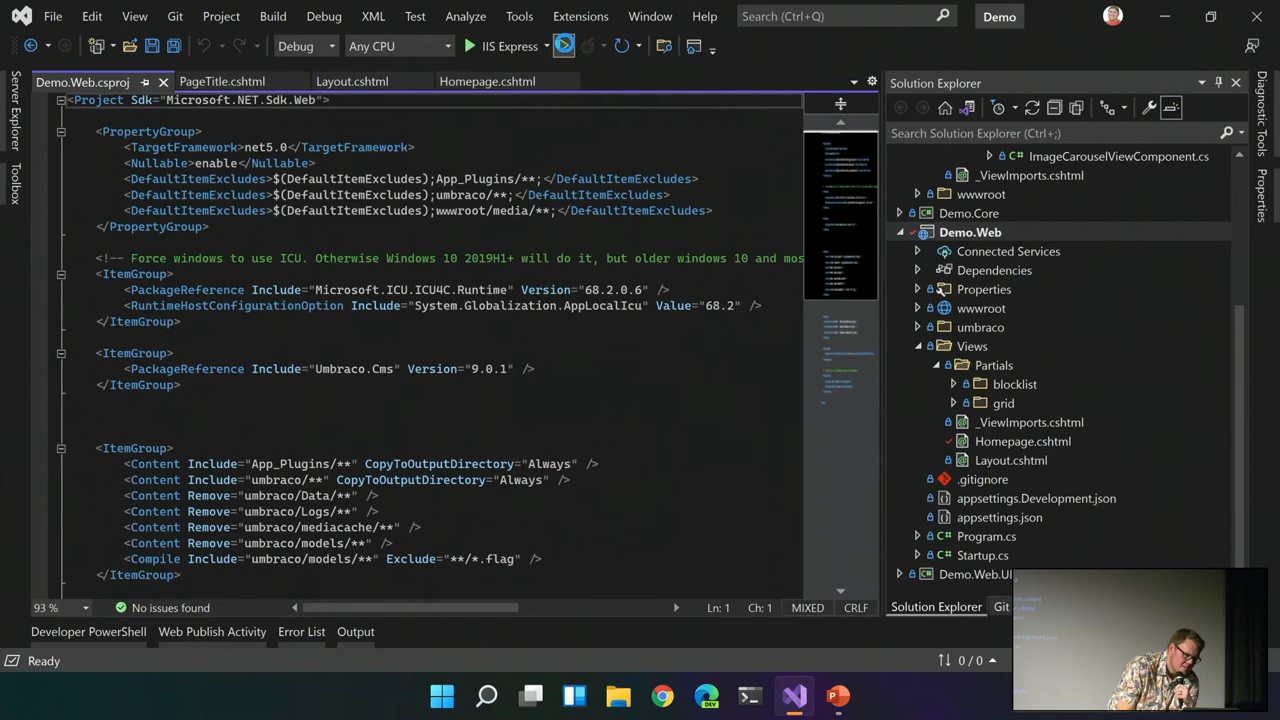 File Edit View Git Project Build Debug XML Test Analyze Tools Extensions Window Help Search (Ctrl+Q) Demo
Debug Any CPU IIS Express
Demo.Web.csproj PageTitle.cshtml Layout.cshtml Homepage.cshtml
Server Explorer
Toolbox
<Project Sdk="Microsoft.NET.Sdk.Web">
<PropertyGroup>
<TargetFramework>net5.0</TargetFramework>
<Nullable>enable</Nullable>
<DefaultItemExcludes>$(DefaultItemExcludes);App_Plugins/**;</DefaultItemExcludes>
<DefaultItemExcludes>$(DefaultItemExcludes);umbraco/**;</DefaultItemExcludes>
<DefaultItemExcludes>$(DefaultItemExcludes);wwwroot/media/**;</DefaultItemExcludes>
</PropertyGroup>
<!-- Force windows to use ICU. Otherwise Windows 10 2019H1+ will do it, but older windows 10 and mos
<ItemGroup>
<PackageReference Include="Microsoft.ICU.ICU4C.Runtime" Version="68.2.0.6" />
<RuntimeHostConfigurationOption Include="System.Globalization.AppLocalIcu" Value="68.2" />
</ItemGroup>
<ItemGroup>
<PackageReference Include="Umbraco.Cms" Version="9.0.1" />
</ItemGroup>
<ItemGroup>
<Content Include="App_Plugins/**" CopyToOutputDirectory="Always" />
<Content Include="umbraco/**" CopyToOutputDirectory="Always" />
<Content Remove="umbraco/Data/**" />
<Content Remove="umbraco/Logs/**" />
<Content Remove="umbraco/mediacache/**" />
<Content Remove="umbraco/models/**" />
<Compile Include="umbraco/models/**" Exclude="**/*.flag" />
</ItemGroup>
93 % No issues found Ln: 1 Ch: 1 MIXED CRLF
Developer PowerShell Web Publish Activity Error List Output
Ready 0 / 0
Solution Explorer
Search Solution Explorer (Ctrl+;)
C# ImageCarouselViewComponent.cs
_ViewImports.cshtml
wwwroot
Demo.Core
Demo.Web
Connected Services
Dependencies
Properties
wwwroot
umbraco
Views
Partials
blocklist
grid
_ViewImports.cshtml
Homepage.cshtml
Layout.cshtml
.gitignore
appsettings.Development.json
appsettings.json
C# Program.cs
C# Startup.cs
Demo.Web.UI
Solution Explorer Git
Diagnostic Tools
Properties
DEV